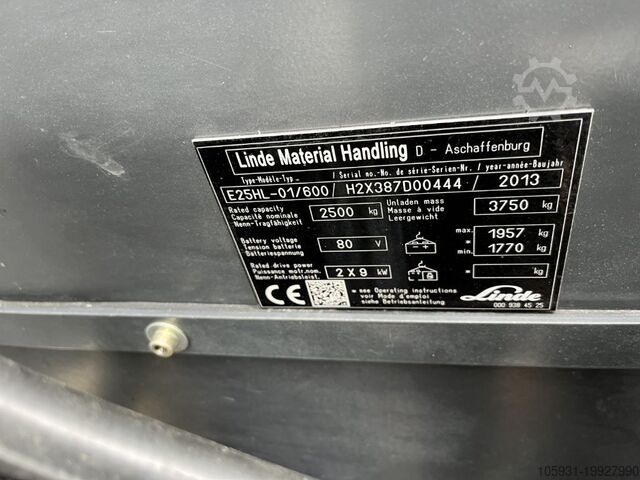 Linde Material Handling D - Aschaffenburg
Type-Modèle-Typ / Serial no.-No. de série-Serien-Nr. / year-année-Baujahr
E25HL-01/600 / H2X387D00444 / 2013
Rated capacity
Capacité nominale
Nenn-Tragfähigkeit
2500 kg
Unladen mass
Masse à vide
Leergewicht
3750 kg
Battery voltage
Tension batterie
Batteriespannung
80 V
- +
max. 1957 kg
*
min. 1770 kg
Rated drive power
Puissance motr.nom.
Nenn-Antriebsleist.
2 X 9 kW
* kg
CE
* see Operating instructions
voir Mode d'emploi
siehe Betriebsanleitung
Linde
000 938 45 25
105931-19927990